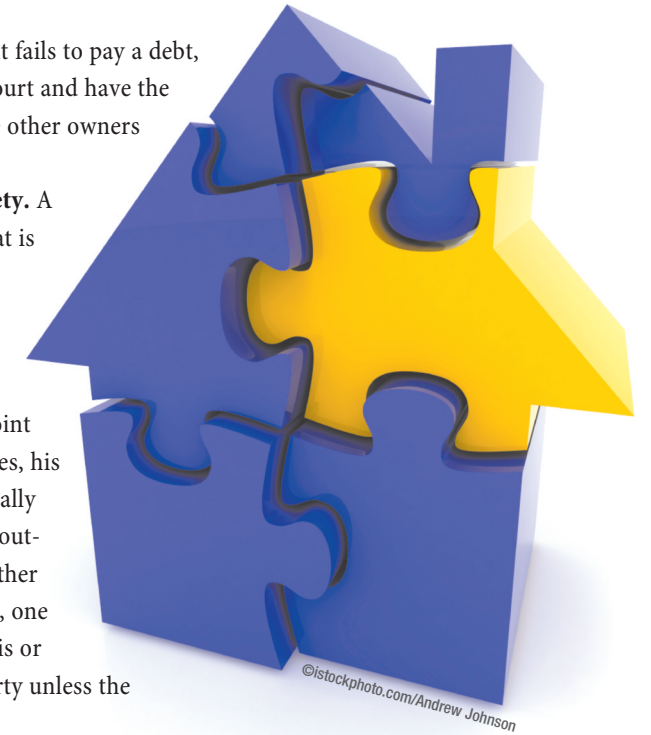 t fails to pay a debt,
ourt and have the
e other owners
ety. A
at is
oint
es, his
ally
out-
ther
, one
is or
rty unless the
©istockphoto.com/Andrew Johnson